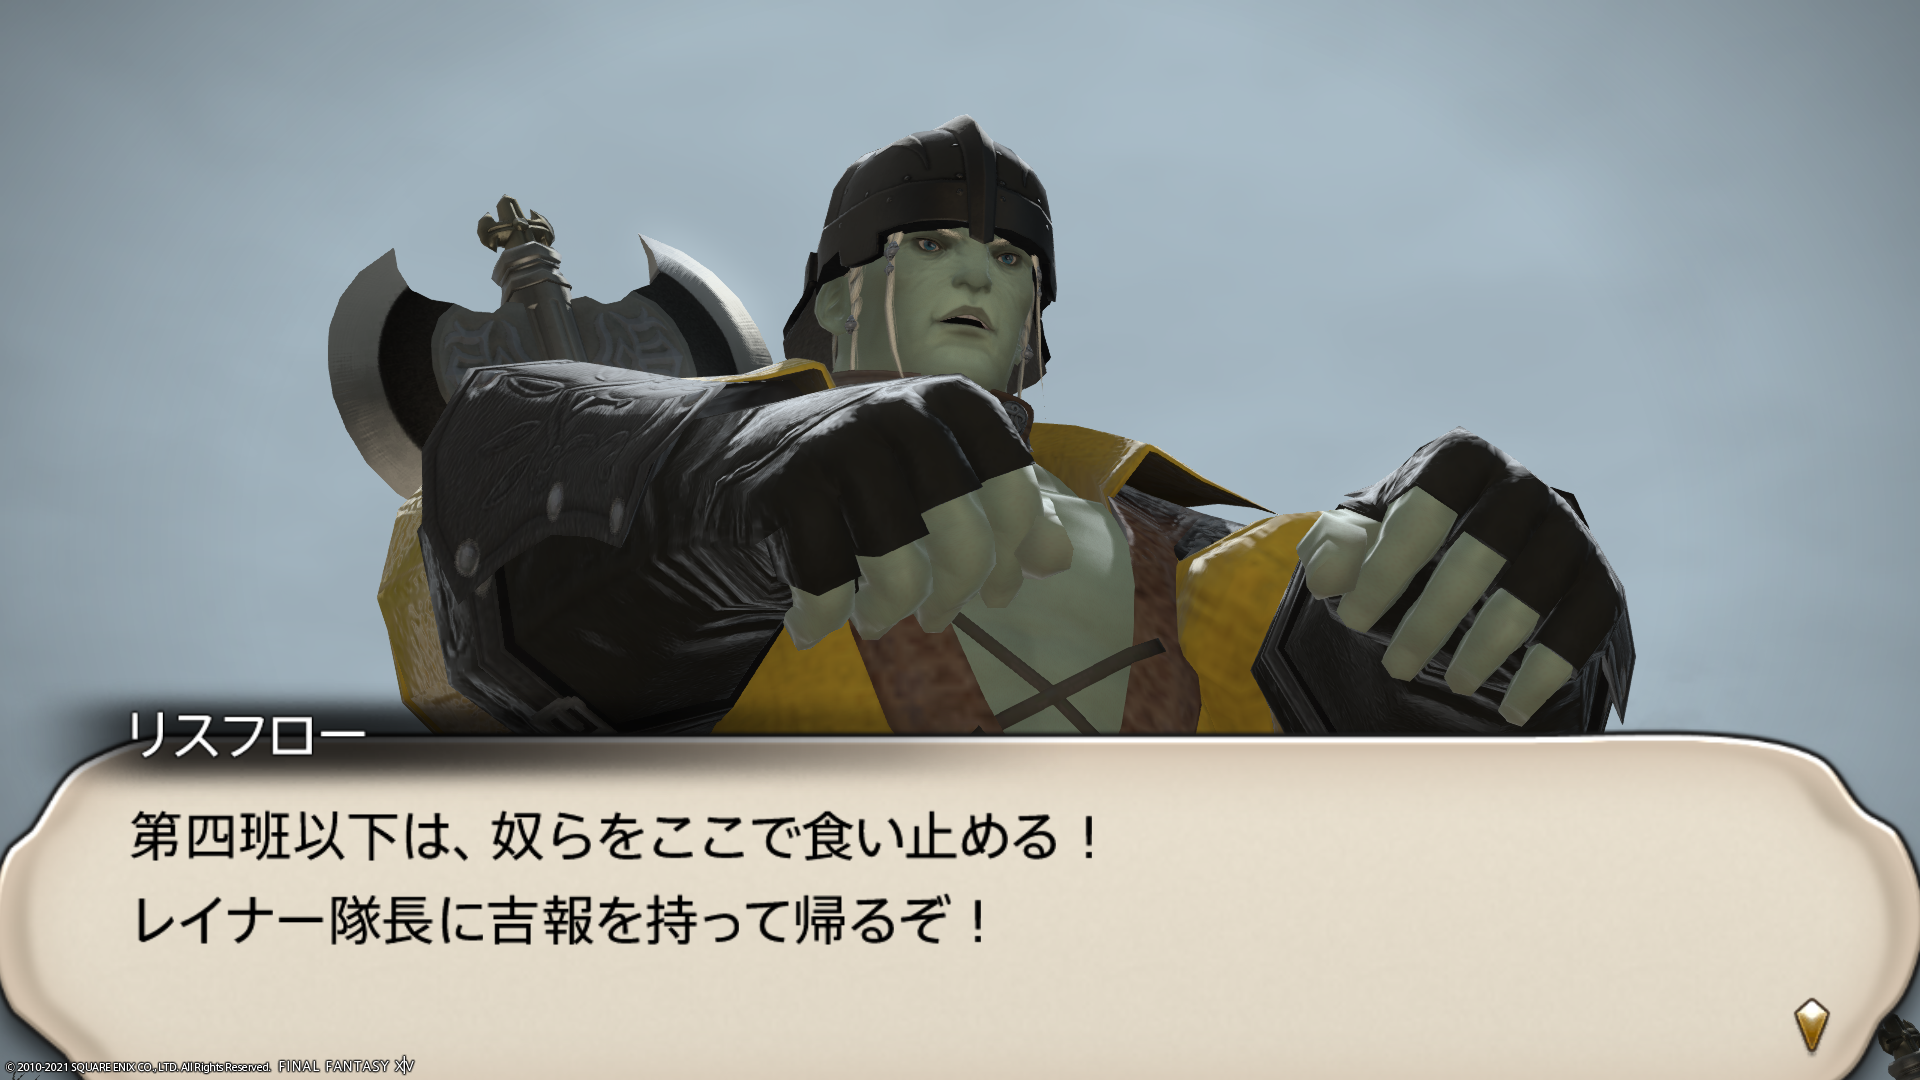 リスフロー
第四班以下は、奴らをここで食い止める！
レイナー隊長に吉報を持って帰るぞ！
© 2010-2021 SQUARE ENIX CO., LTD. All Rights Reserved. FINAL FANTASY XIV